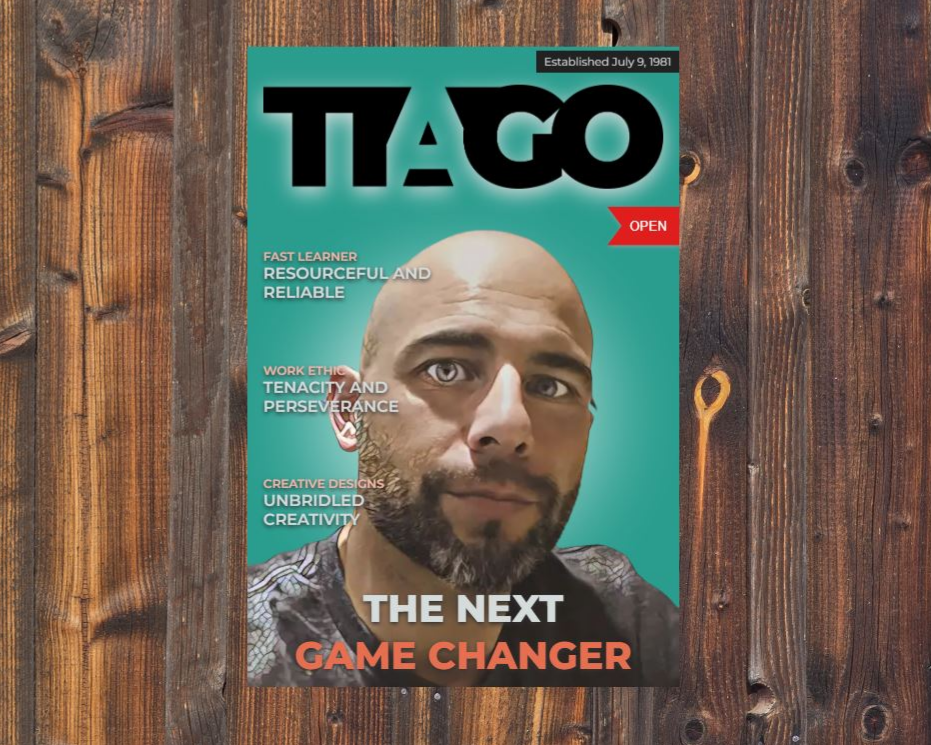 Established July 9, 1981
TIAGO
OPEN
FAST LEARNER
RESOURCEFUL AND
RELIABLE
WORK ETHIC
TENACITY AND
PERSEVERANCE
CREATIVE DESIGNS
UNBRIDLED
CREATIVITY
THE NEXT
GAME CHANGER